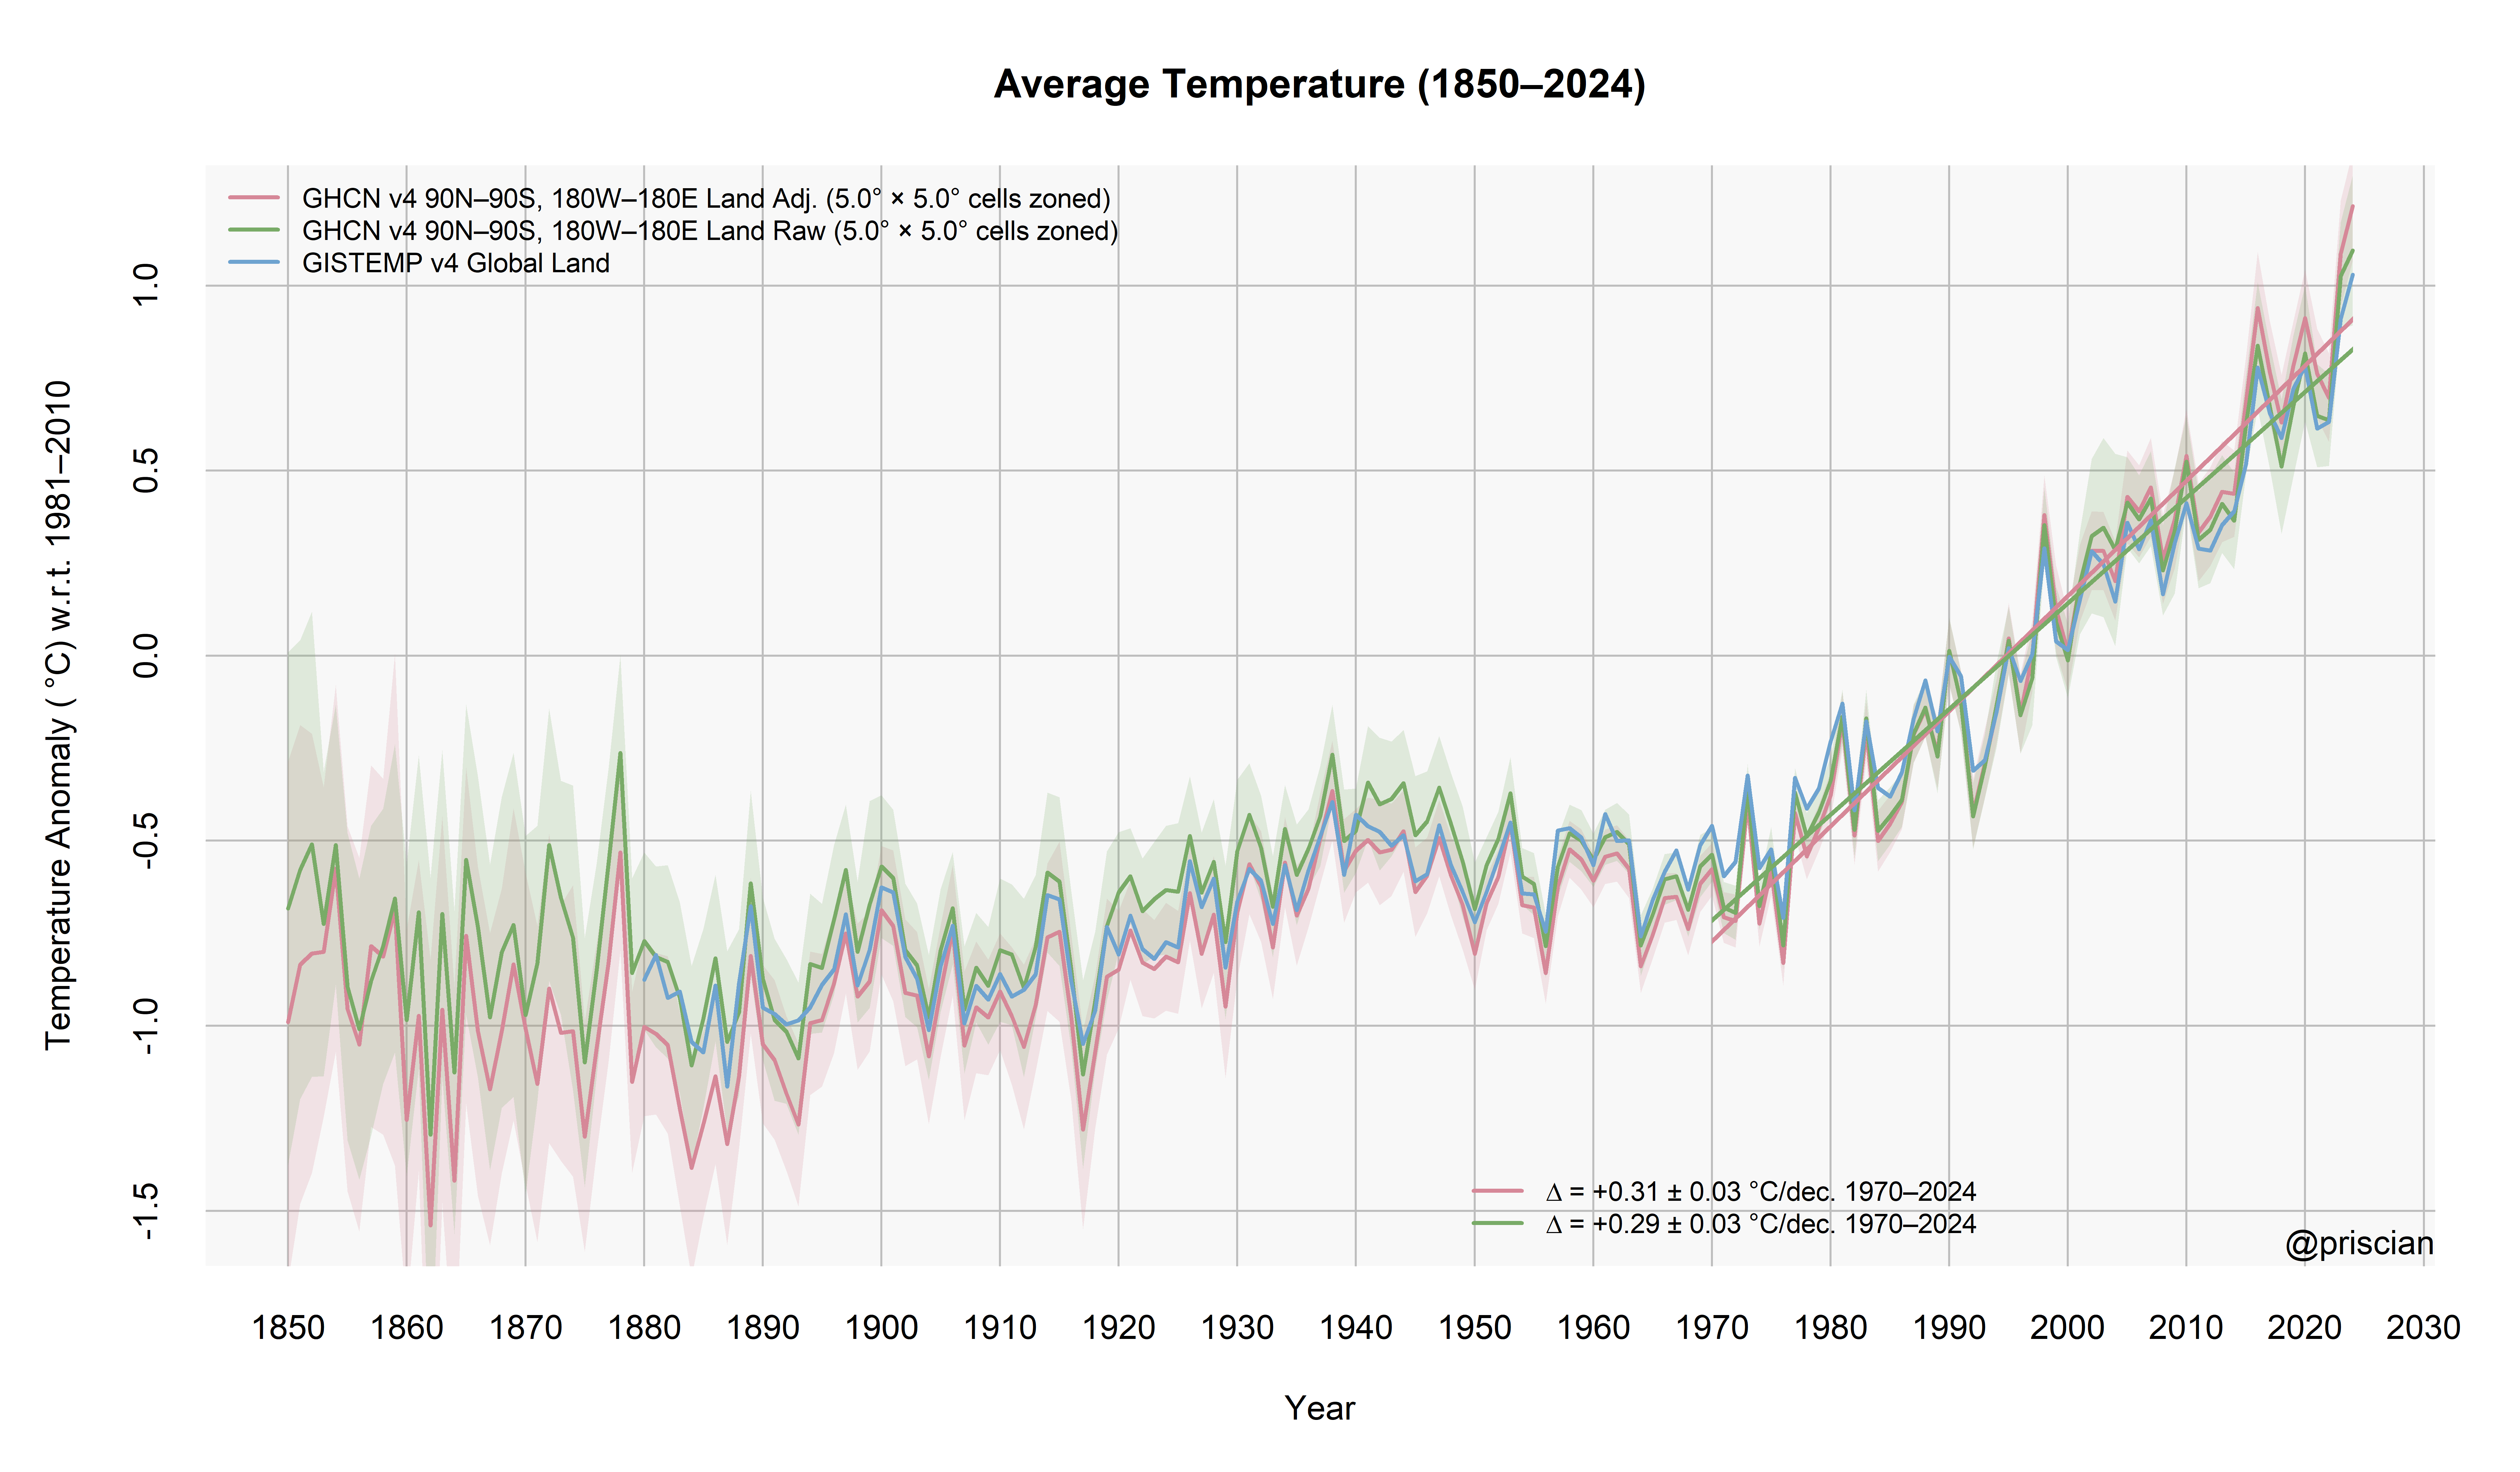 Average Temperature (1850–2024)
GHCN v4 90N–90S, 180W–180E Land Adj. (5.0° × 5.0° cells zoned)
GHCN v4 90N–90S, 180W–180E Land Raw (5.0° × 5.0° cells zoned)
GISTEMP v4 Global Land
Temperature Anomaly ( °C) w.r.t. 1981–2010
1.0
0.5
0.0
-0.5
-1.0
-1.5
Δ = +0.31 ± 0.03 °C/dec. 1970–2024
Δ = +0.29 ± 0.03 °C/dec. 1970–2024
@priscian
1850 1860 1870 1880 1890 1900 1910 1920 1930 1940 1950 1960 1970 1980 1990 2000 2010 2020 2030
Year